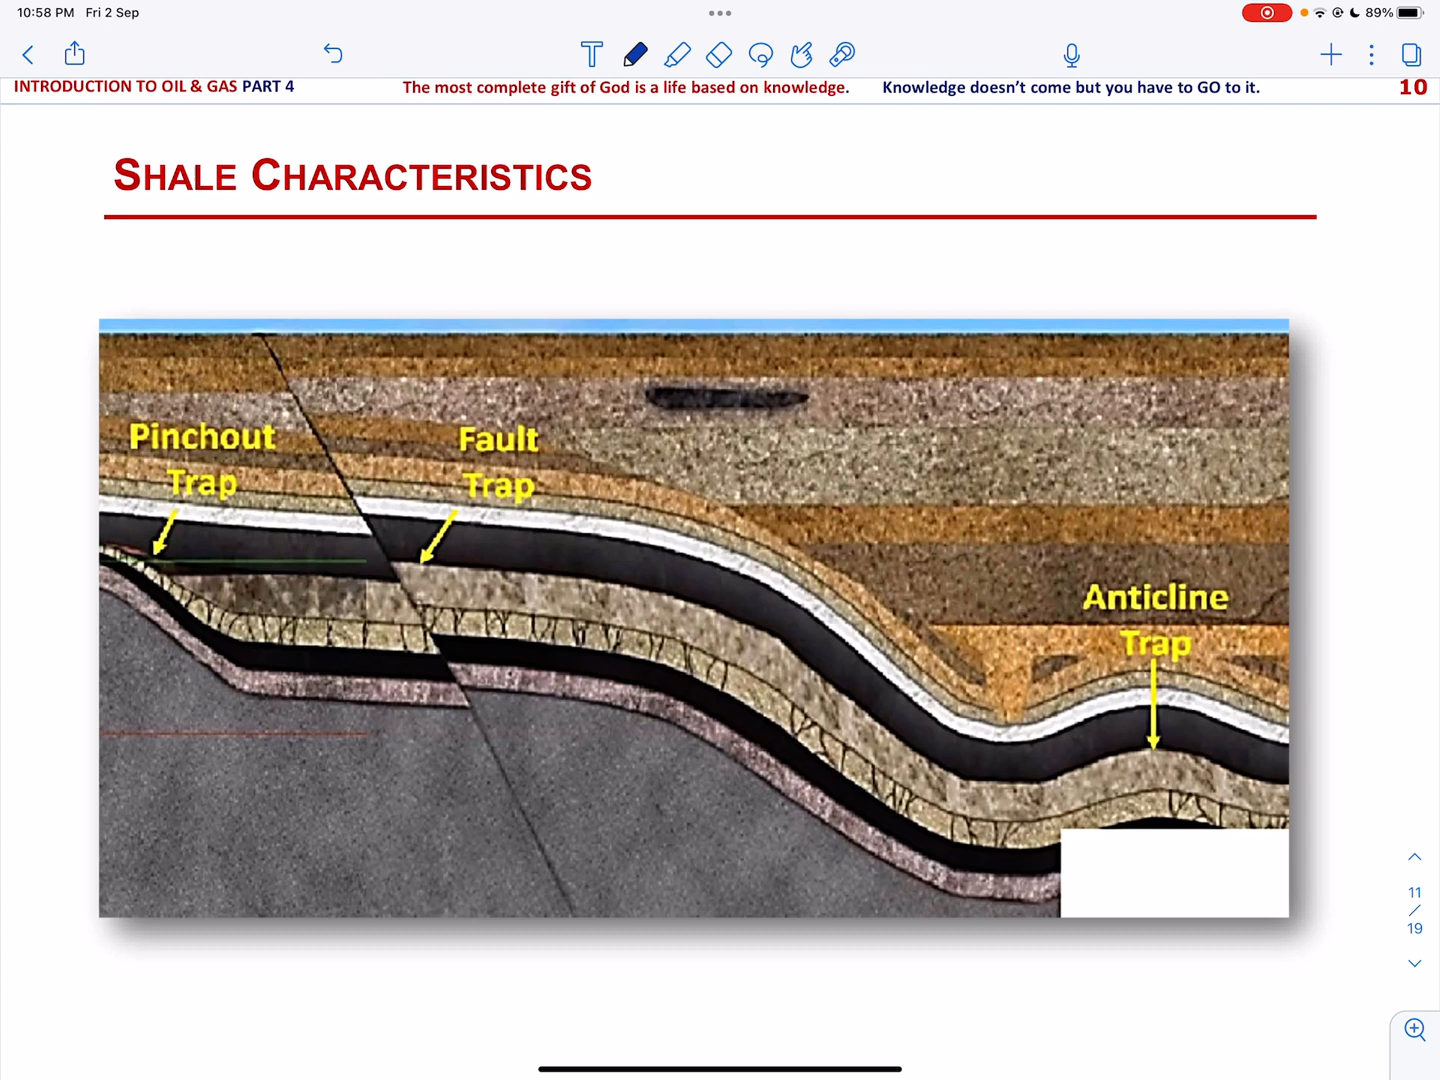 10:58 PM Fri 2 Sep
89%
INTRODUCTION TO OIL & GAS PART 4
The most complete gift of God is a life based on knowledge. Knowledge doesn't come but you have to GO to it.
10
SHALE CHARACTERISTICS
Pinchout
Trap
Fault
Trap
Anticline
Trap
11
/
19